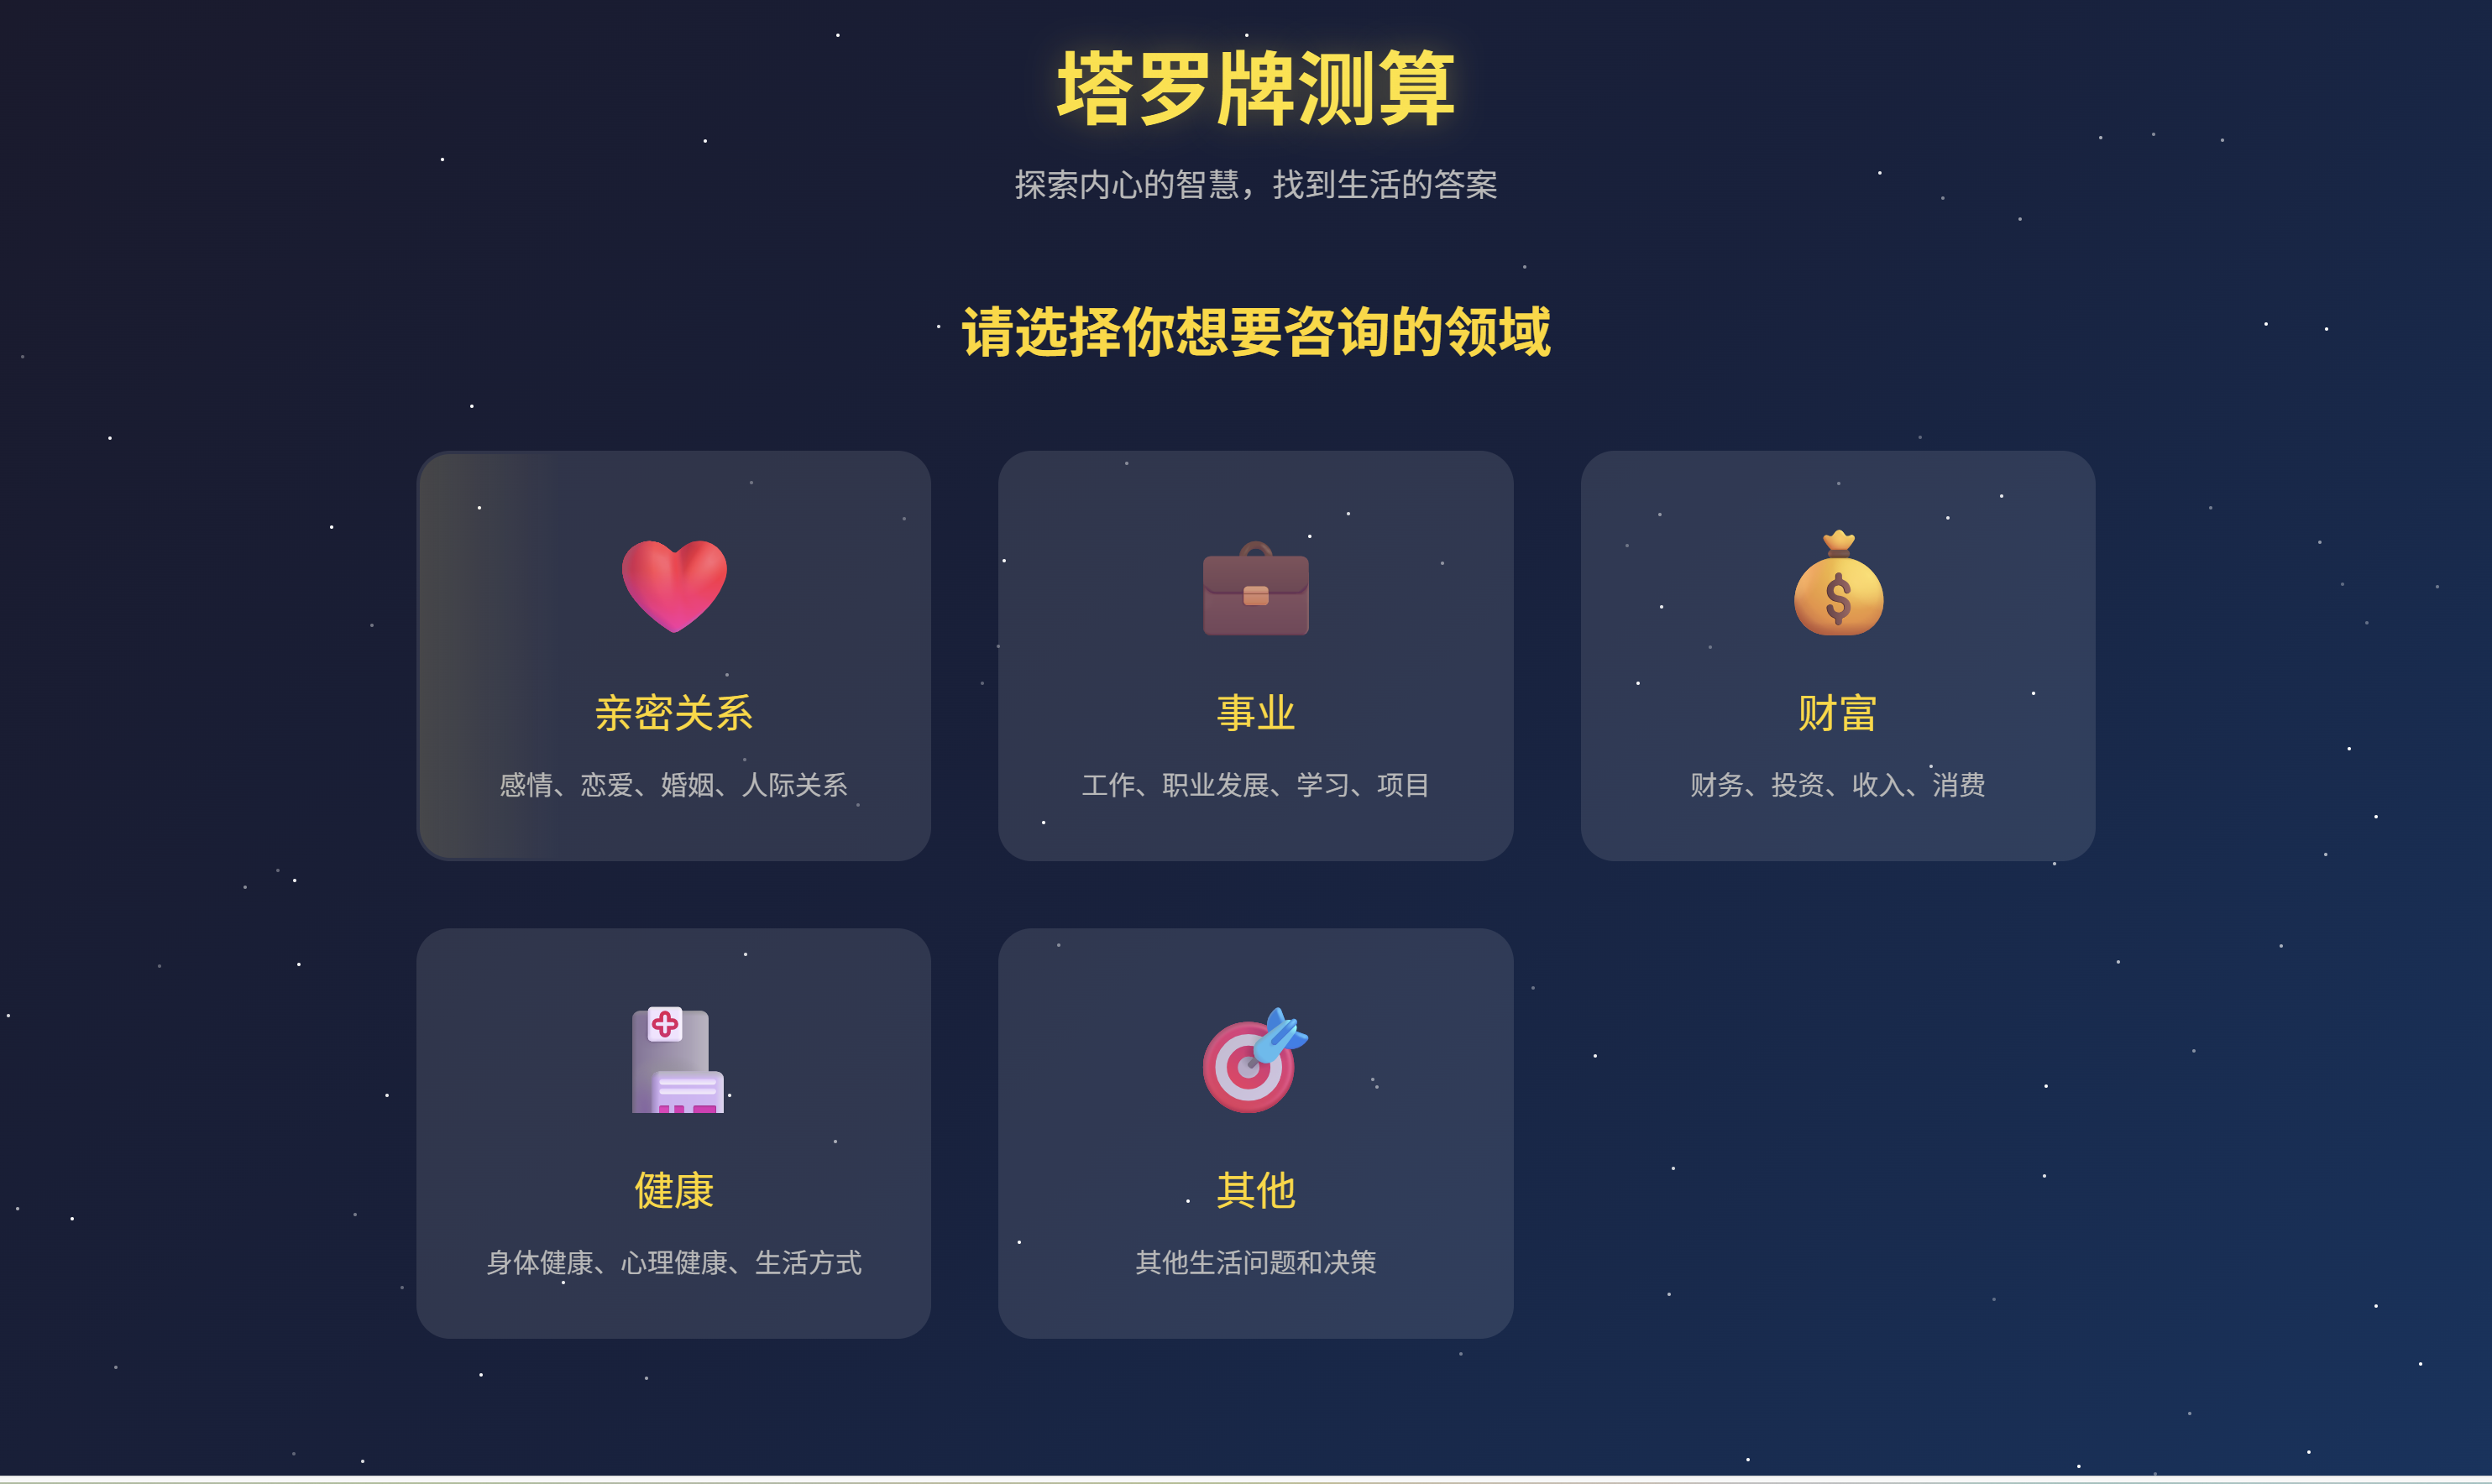 塔罗牌测算
探索内心的智慧，找到生活的答案
请选择你想要咨询的领域
亲密关系
感情、恋爱、婚姻、人际关系
事业
工作、职业发展、学习、项目
财富
财务、投资、收入、消费
健康
身体健康、心理健康、生活方式
其他
其他生活问题和决策